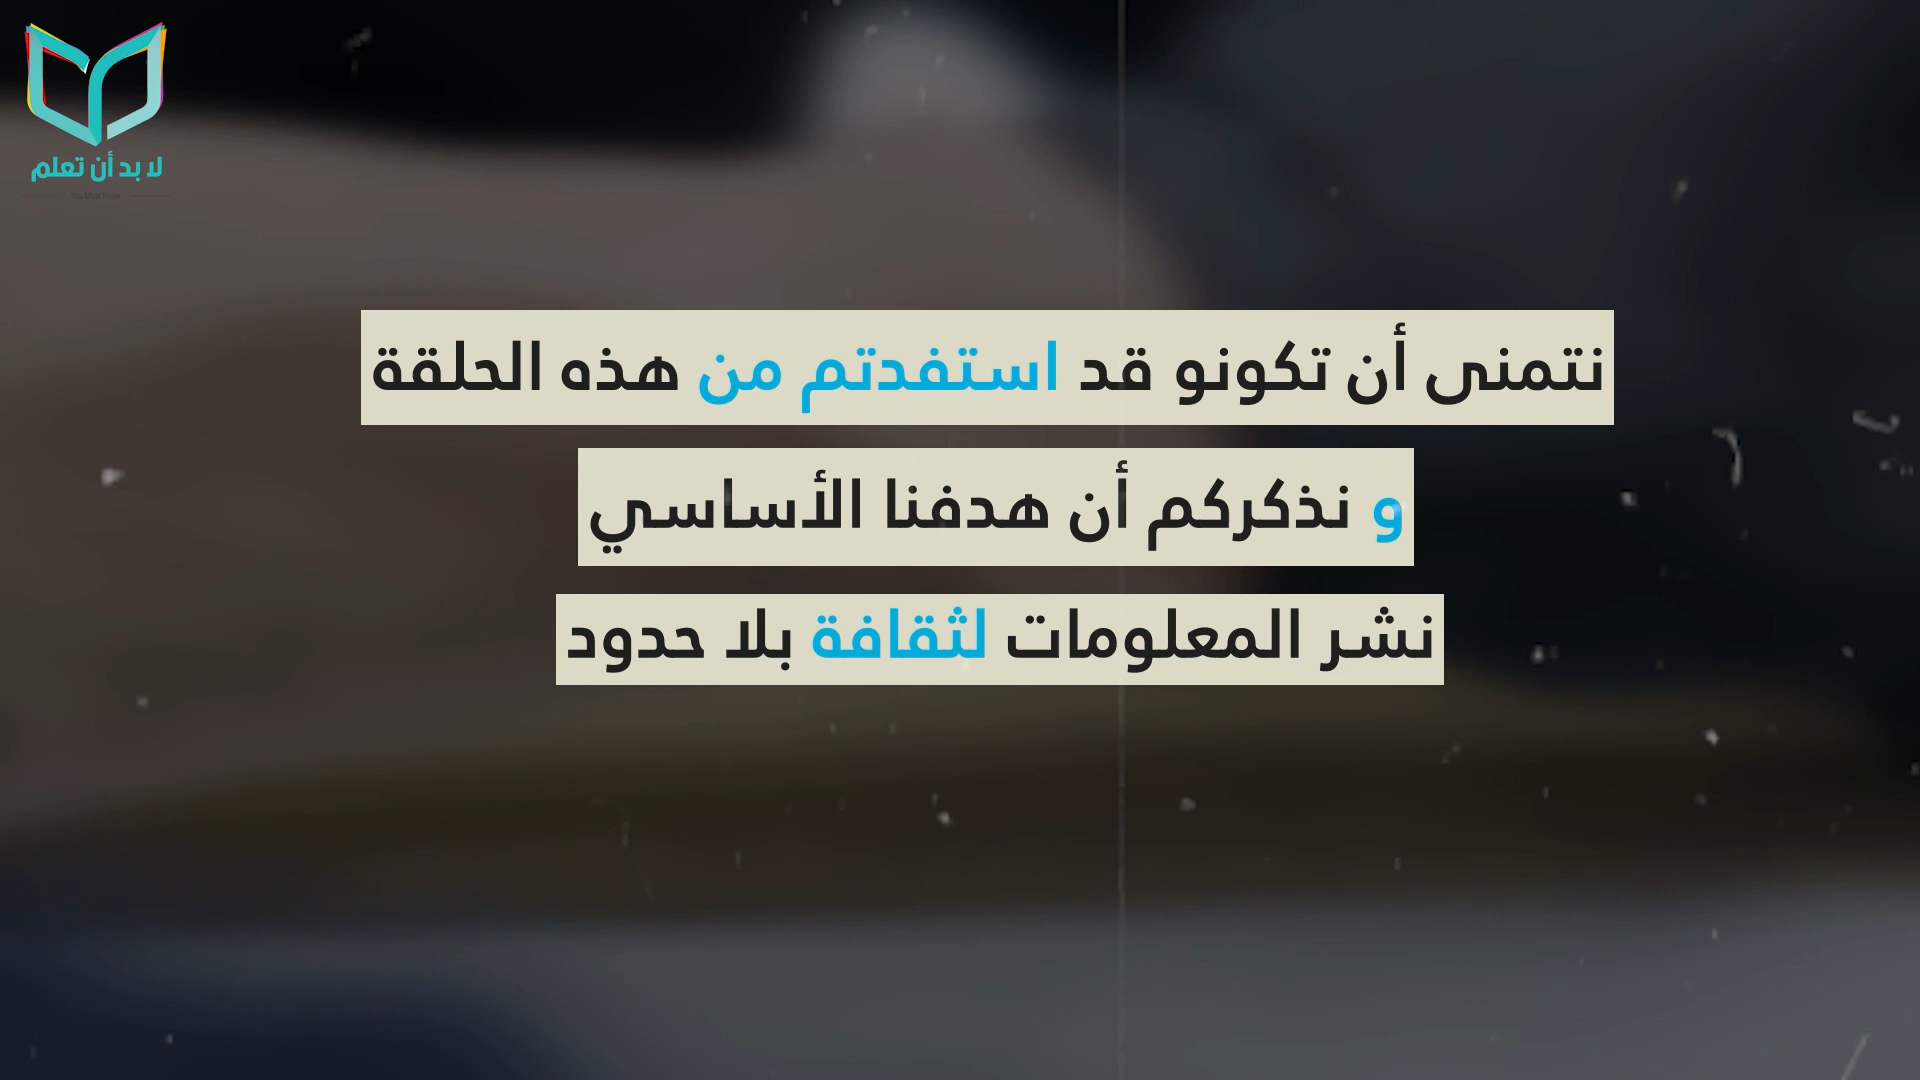 لا بد أن تعلم
نتمنى أن تكونو قد استفدتم من هذه الحلقة
و نذكركم أن هدفنا الأساسي
نشر المعلومات لثقافة بلا حدود